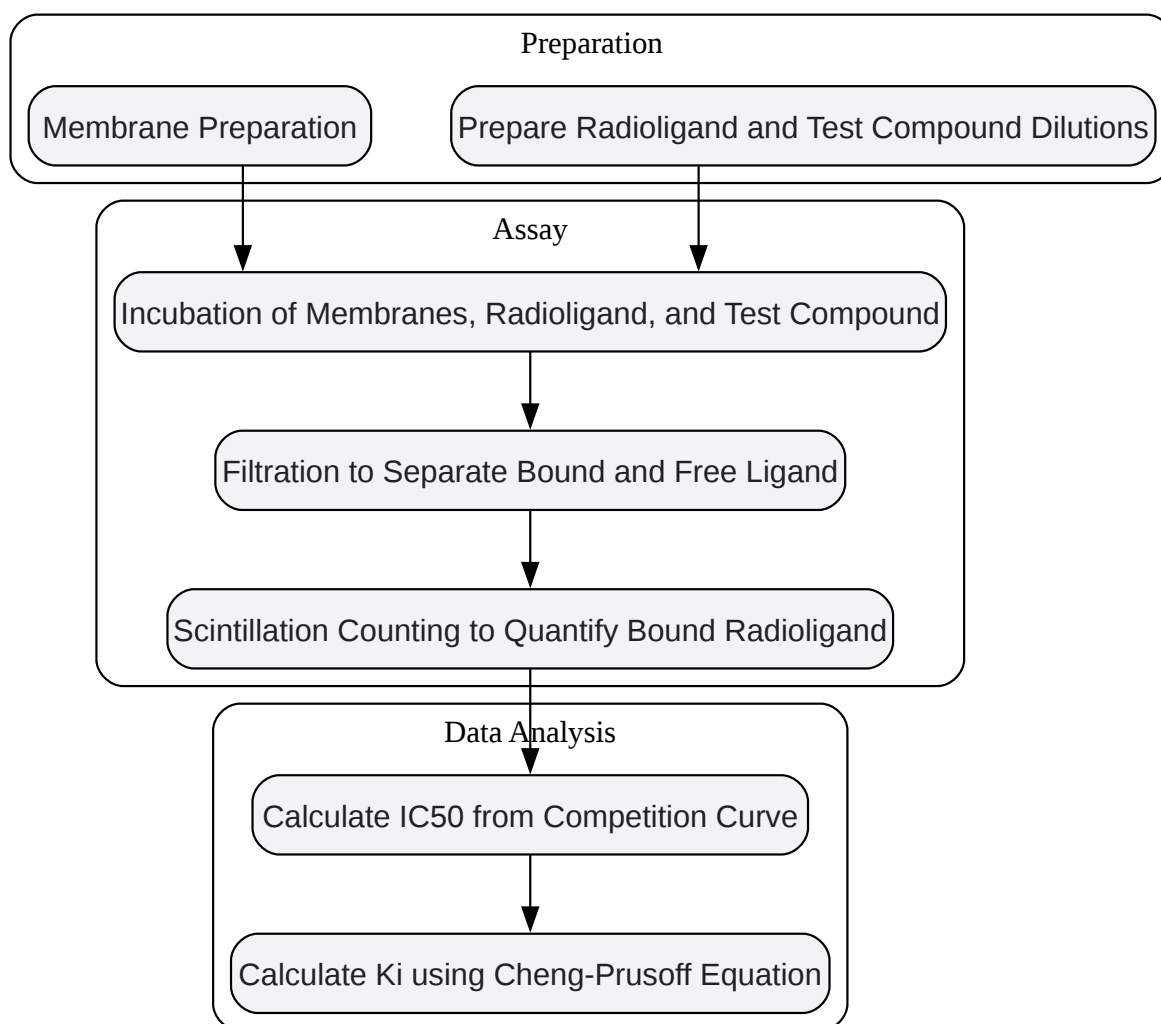 Preparation
Membrane Preparation
Prepare Radioligand and Test Compound Dilutions
Assay
Incubation of Membranes, Radioligand, and Test Compound
Filtration to Separate Bound and Free Ligand
Scintillation Counting to Quantify Bound Radioligand
Data Analysis
Calculate IC50 from Competition Curve
Calculate Ki using Cheng-Prusoff Equation